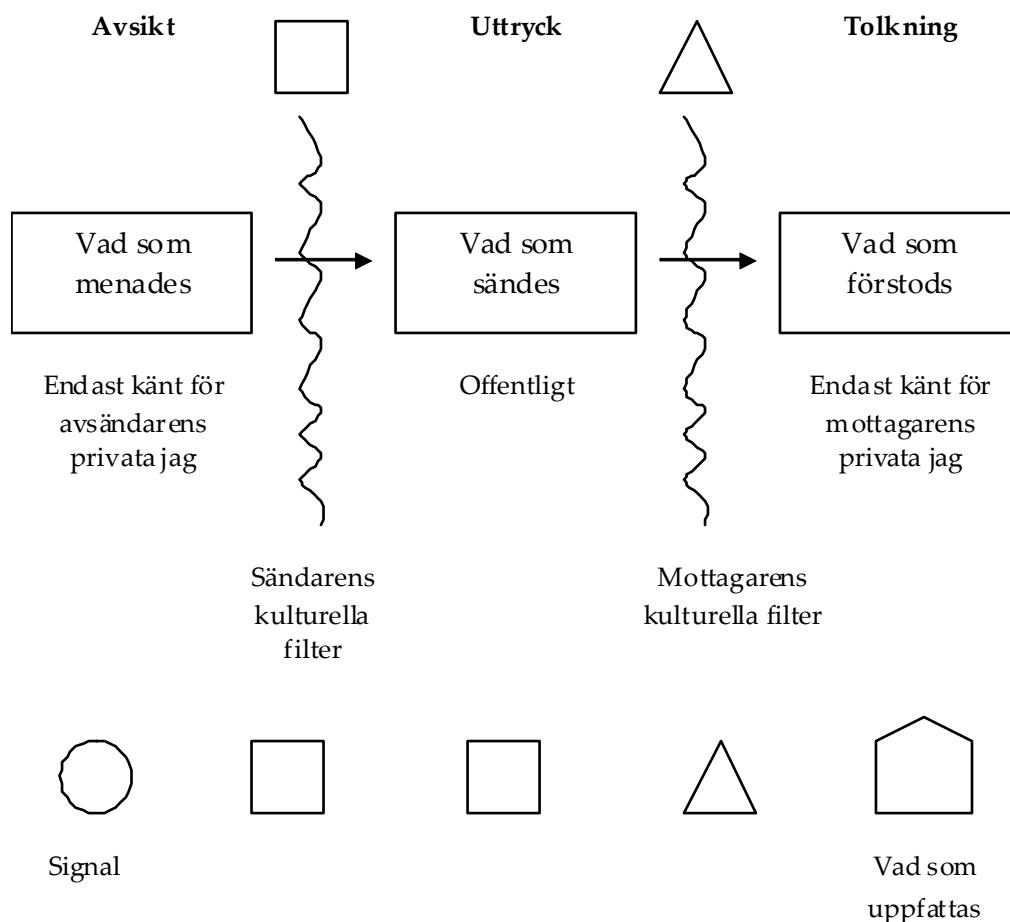 Avsikt
Uttryck
Tolkning
Vad som
menades
Vad som
sändes
Vad som
förstods
Endast känt för
avsändarens
privata jag
Offentligt
Endast känt för
mottagarens
privata jag
Sändarens
kulturella
filter
Mottagarens
kulturella filter
Signal
Vad som
uppfattas